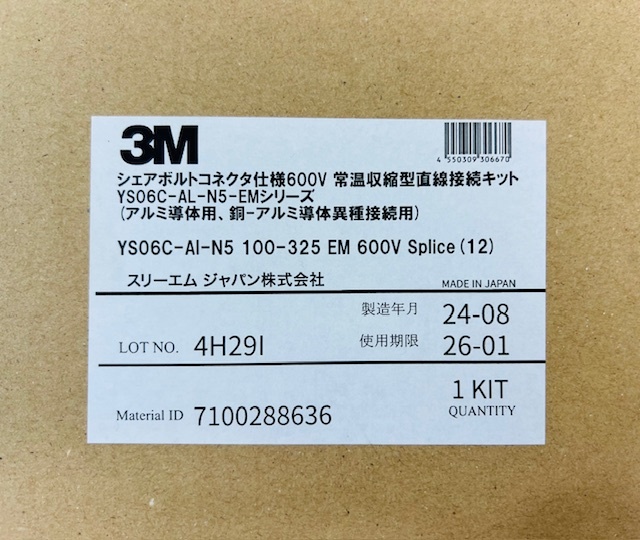 3M
4 550309 306670
シェアボルトコネクタ仕様600V 常温収縮型直線接続キット
YS06C-AL-N5-EMシリーズ
(アルミ導体用、銅-アルミ導体異種接続用)
YS06C-Al-N5 100-325 EM 600V Splice(12)
スリーエム ジャパン株式会社
MADE IN JAPAN
製造年月 24-08
LOT NO. 4H29I 使用期限 26-01
1 KIT
Material ID 7100288636 QUANTITY